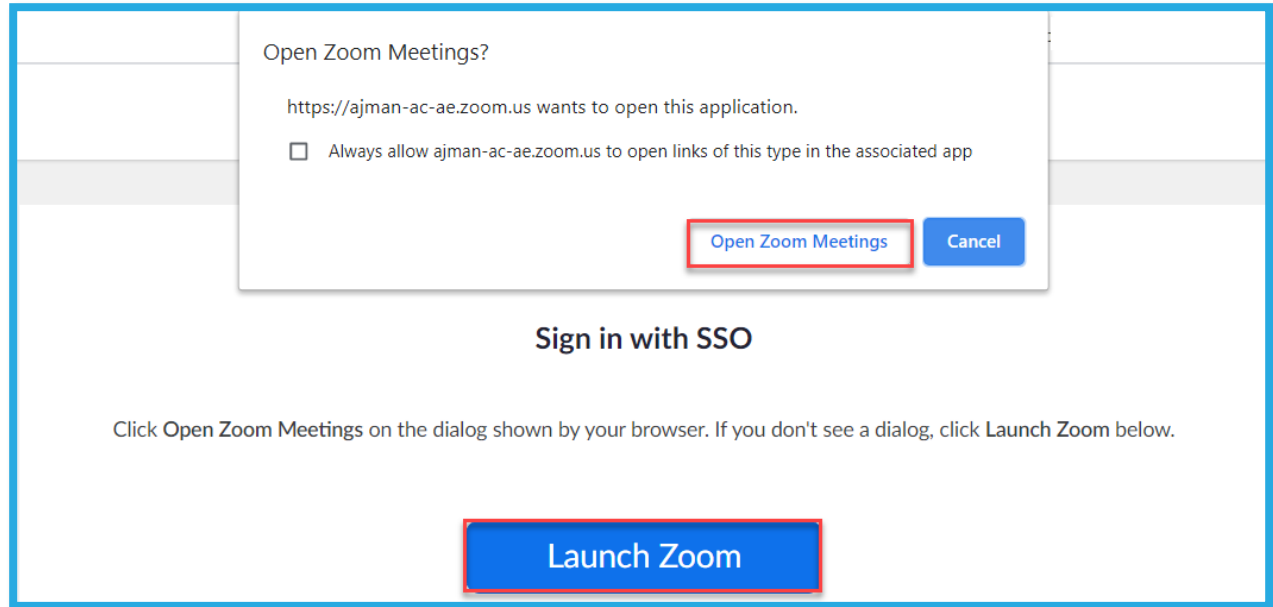 Open Zoom Meetings?
https://ajman-ac-ae.zoom.us wants to open this application.
Always allow ajman-ac-ae.zoom.us to open links of this type in the associated app
Open Zoom Meetings Cancel
Sign in with SSO
Click Open Zoom Meetings on the dialog shown by your browser. If you don't see a dialog, click Launch Zoom below.
Launch Zoom